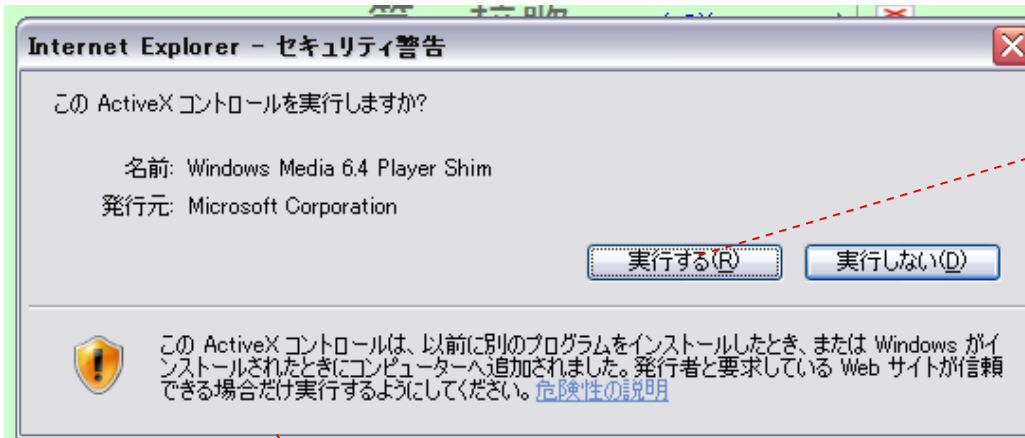 Internet Explorer - セキュリティ警告
この ActiveX コントロールを実行しますか?
名前: Windows Media 6.4 Player Shim
発行元: Microsoft Corporation
実行する(R) 実行しない(D)
この ActiveX コントロールは、以前に別のプログラムをインストールしたとき、または Windows がイ
ンストールされたときにコンピューターへ追加されました。発行者と要求している Web サイトが信頼
できる場合だけ実行するようにしてください。危険性の説明